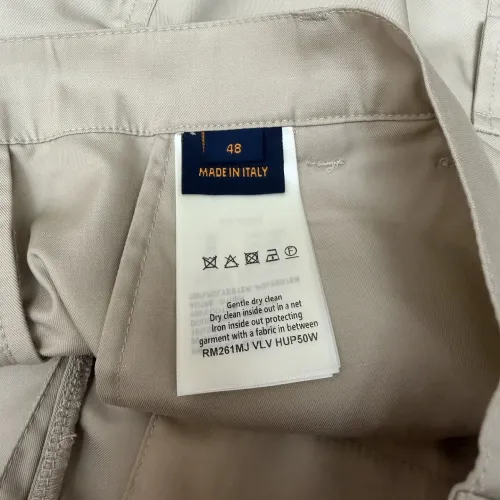 48
MADE IN ITALY
Gentle dry clean
Dry clean inside out in a net
Iron inside out protecting
garment with a fabric in between
RM261MJ VLV HUP50W